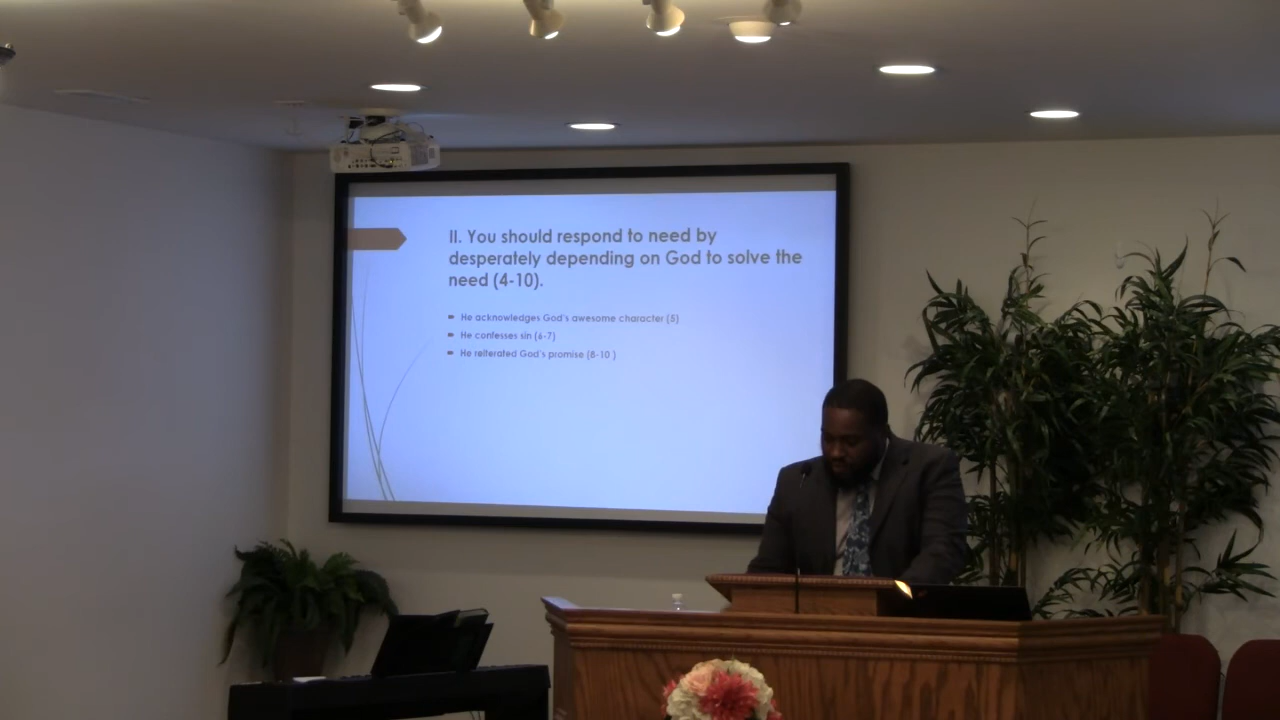 II. You should respond to need by
desperately depending on God to solve the
need (4-10).
He acknowledges God's awesome character (5)
He confesses sin (6-7)
He reiterated God's promise (8-10 )